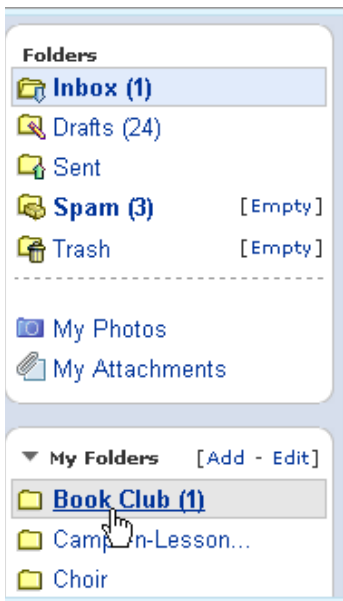 Folders
Inbox (1)
Drafts (24)
Sent
Spam (3) [Empty]
Trash [Empty]
My Photos
My Attachments
My Folders [Add - Edit]
Book Club (1)
Choir